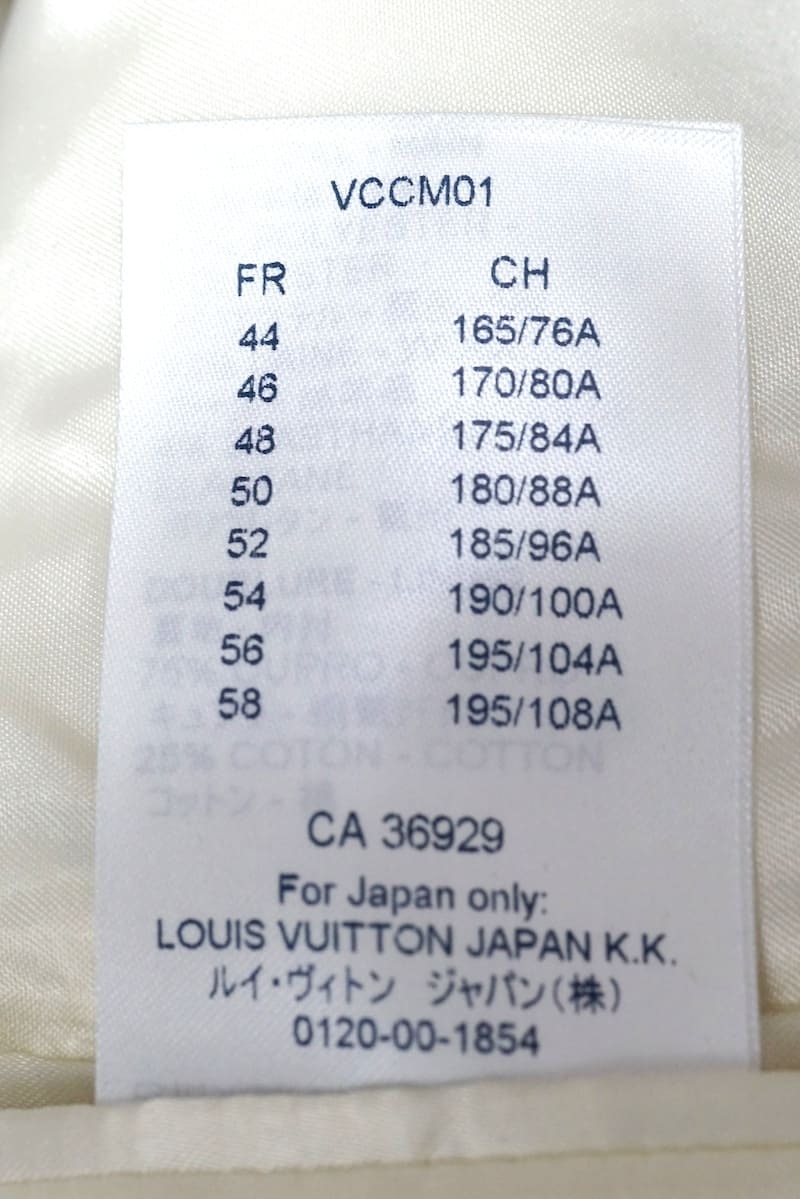 VCCM01
FR CH
44 165/76A
46 170/80A
48 175/84A
50 180/88A
52 185/96A
54 190/100A
56 195/104A
58 195/108A
CA 36929
For Japan only:
LOUIS VUITTON JAPAN K.K.
ルイ・ヴィトン ジャパン(株)
0120-00-1854